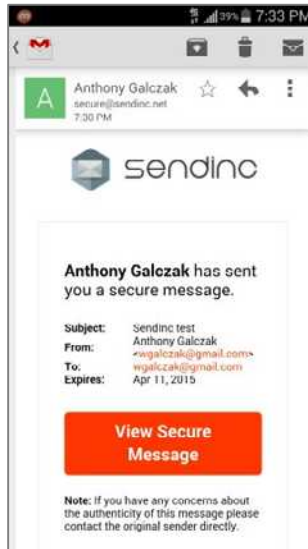 39% 7:33 PM
A Anthony Galczak
secure@sendinc.net
7:30 PM
sendinc
Anthony Galczak has sent
you a secure message.
Subject: Sendinc test
From: Anthony Galczak
<wgalczak@gmail.com>
To: wgalczak@gmail.com
Expires: Apr 11, 2015
View Secure
Message
Note: If you have any concerns about
the authenticity of this message please
contact the original sender directly.